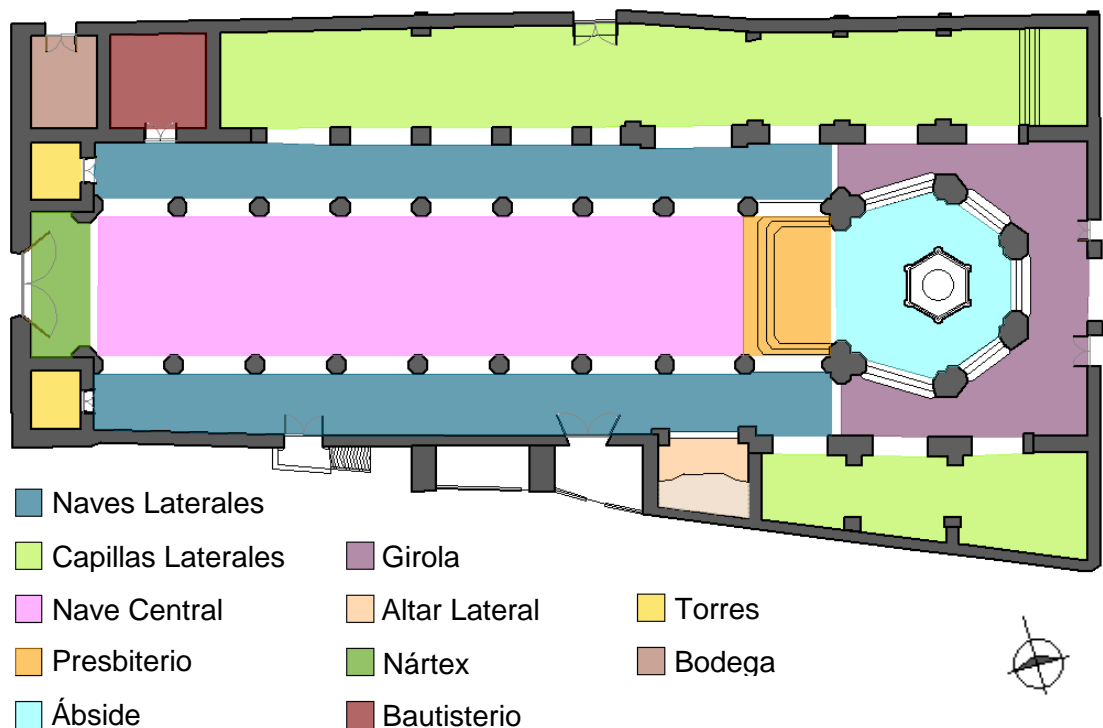 Naves Laterales
Capillas Laterales
Girola
Nave Central
Altar Lateral
Torres
Presbiterio
Nártex
Bodega
Ábside
Bautisterio